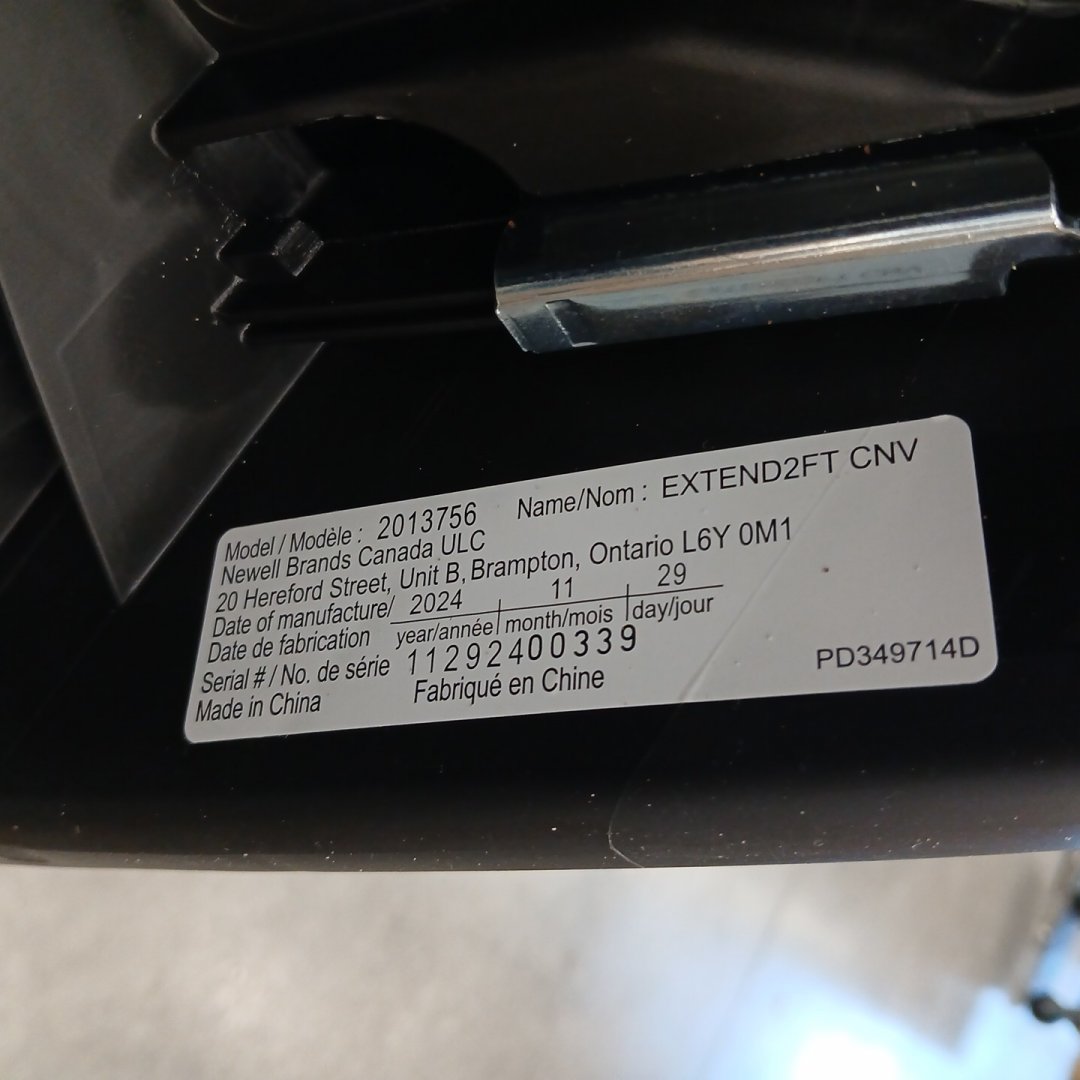 Model / Modèle : 2013756 Name/Nom : EXTEND2FT CNV
Newell Brands Canada ULC
20 Hereford Street, Unit B, Brampton, Ontario L6Y 0M1
Date of manufacture/ 2024 11 29
Date de fabrication year/année month/mois day/jour
Serial # / No. de série 11292400339
Made in China Fabriqué en Chine PD349714D